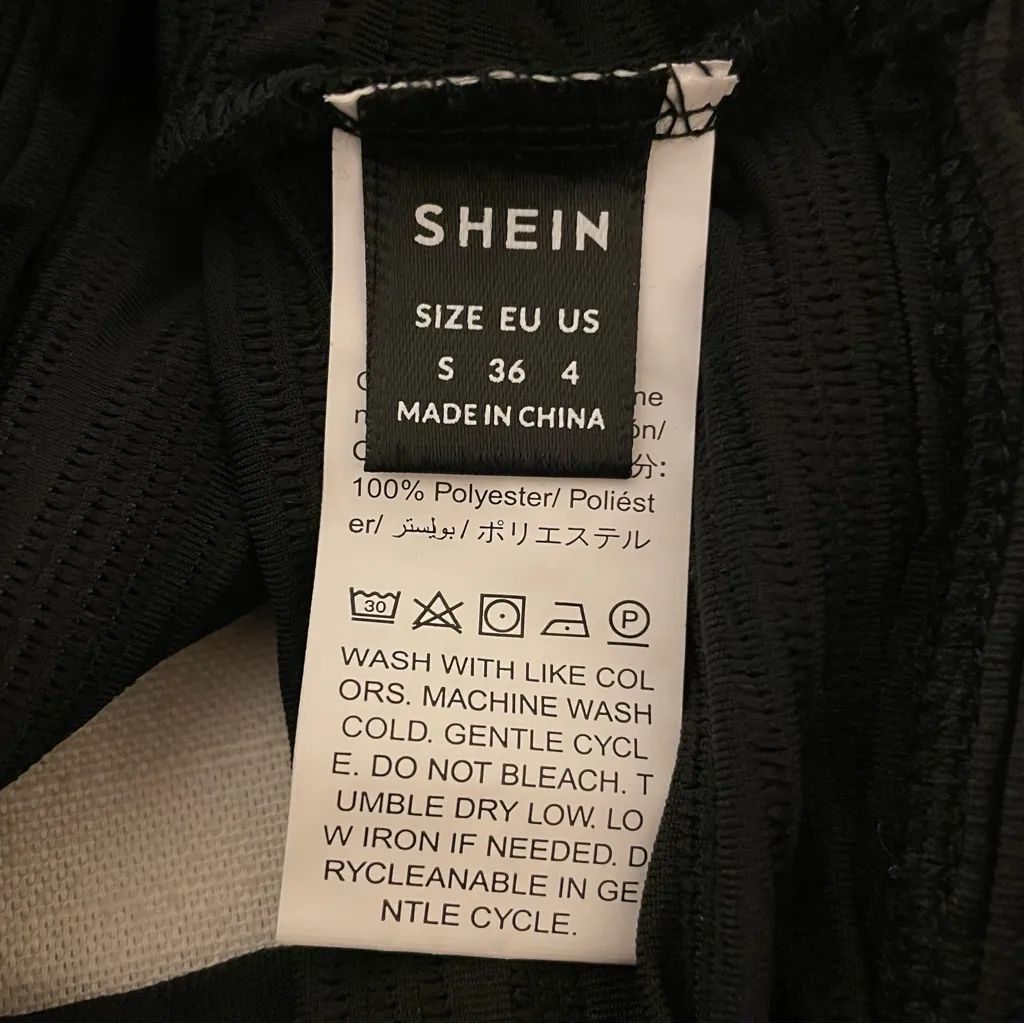 SHEIN
SIZE EU US
S 36 4
MADE IN CHINA
100% Polyester/ Poliést
er/ بوليستر / ポリエステル
30 P
WASH WITH LIKE COL
ORS. MACHINE WASH
COLD. GENTLE CYCL
E. DO NOT BLEACH. T
UMBLE DRY LOW. LO
W IRON IF NEEDED. D
RYCLEANABLE IN GE
NTLE CYCLE.